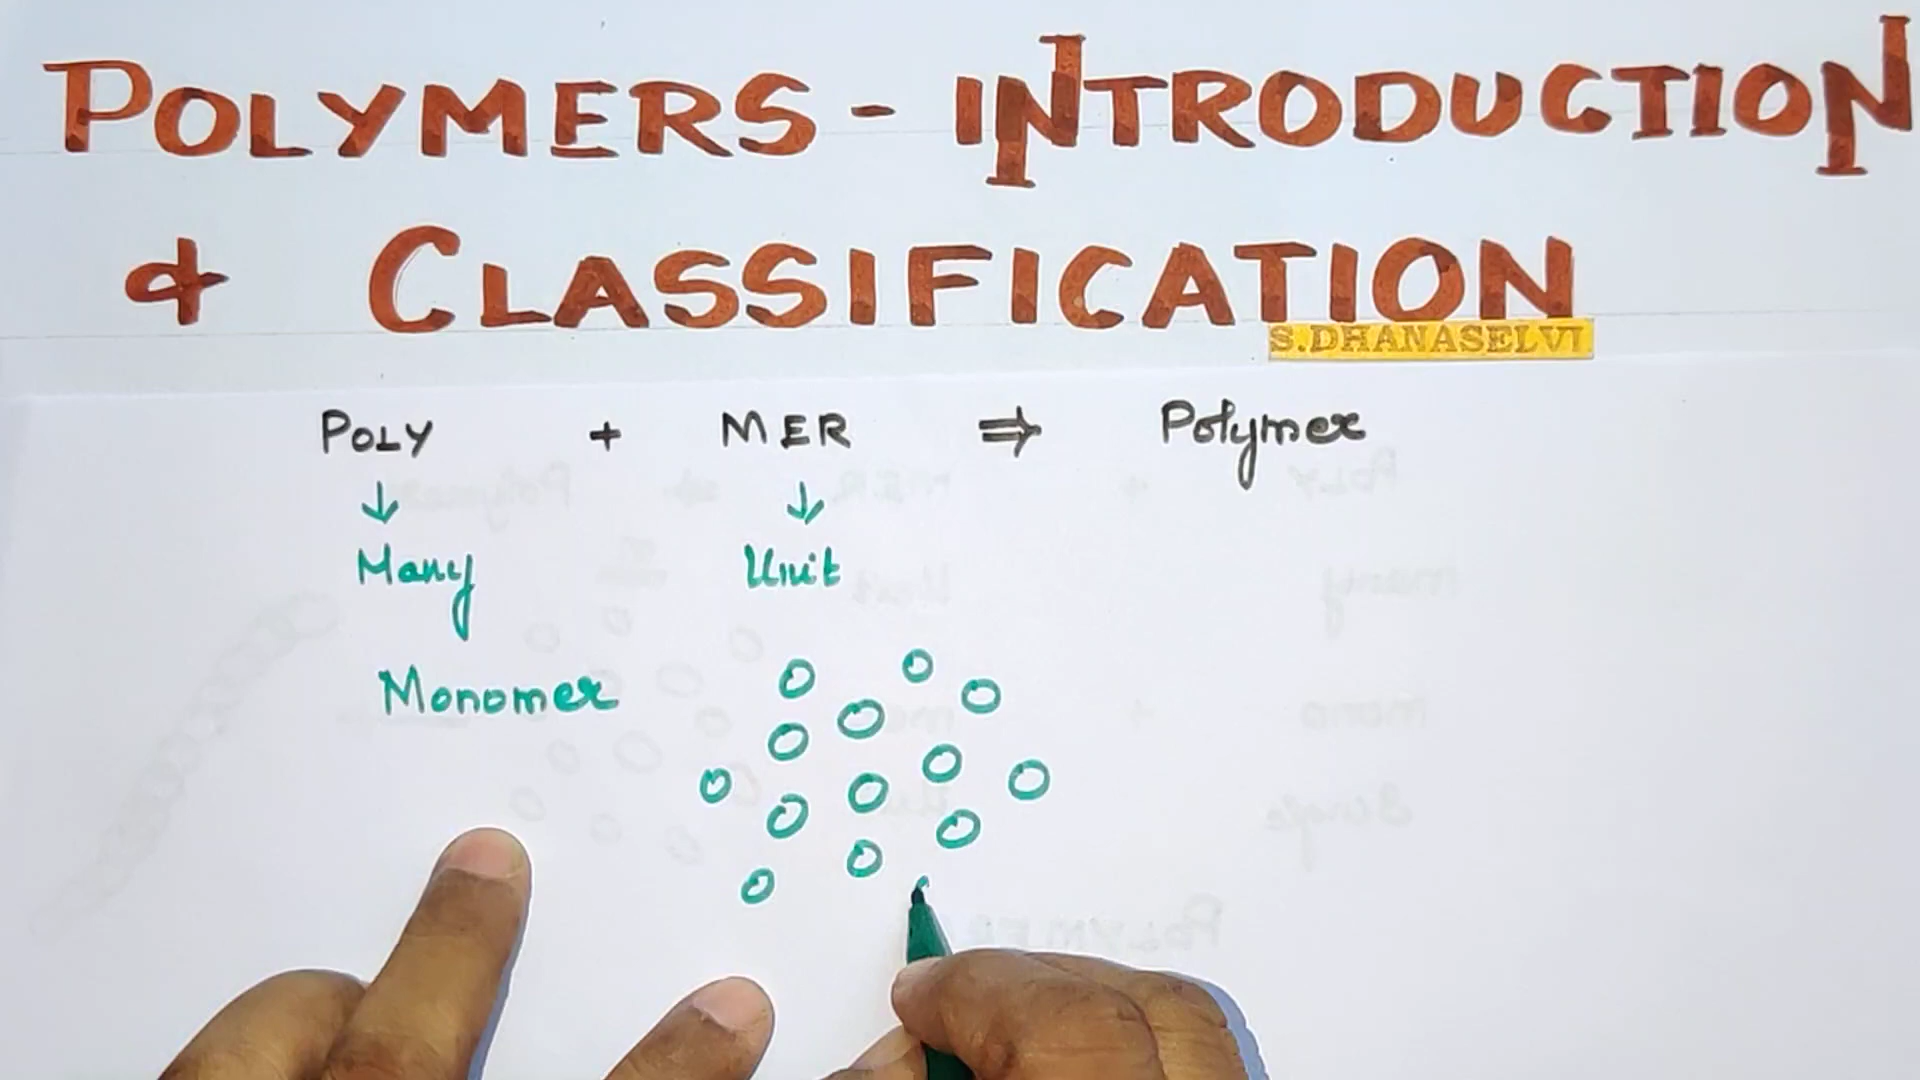 POLYMERS - INTRODUCTION
& CLASSIFICATION
S.DHANASELVI
POLY + MER ⇒ Polymer
↓ ↓
Many Unit
Monomer